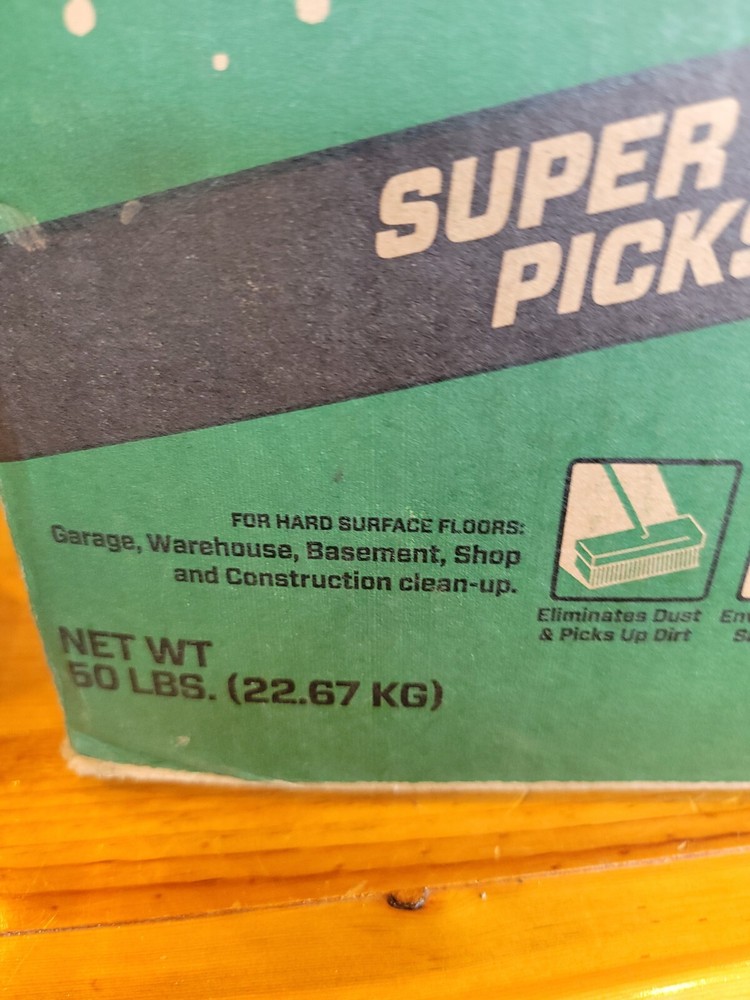 SUPER
PICKS
FOR HARD SURFACE FLOORS:
Garage, Warehouse, Basement, Shop
and Construction clean-up.
Eliminates Dust
& Picks Up Dirt
NET WT
50 LBS. (22.67 KG)